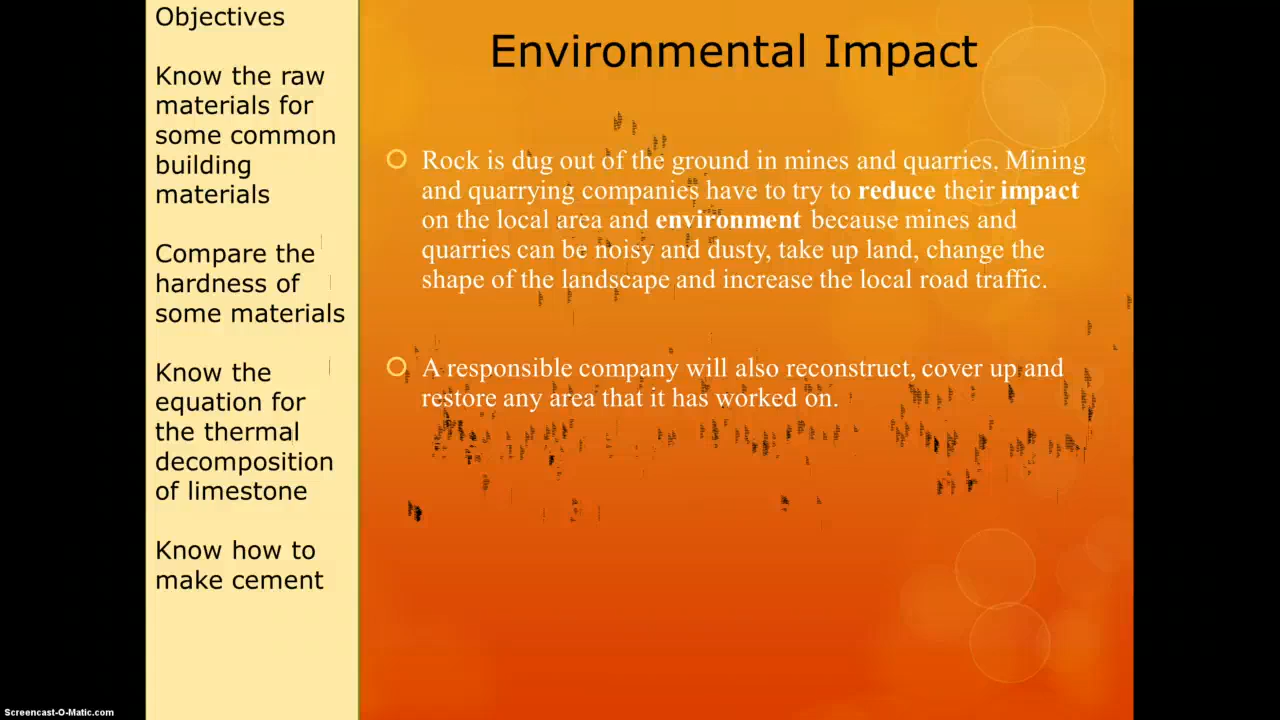 Objectives
Know the raw
materials for
some common
building
materials
Compare the
hardness of
some materials
Know the
equation for
the thermal
decomposition
of limestone
Know how to
make cement
Environmental Impact
Rock is dug out of the ground in mines and quarries. Mining
and quarrying companies have to try to reduce their impact
on the local area and environment because mines and
quarries can be noisy and dusty, take up land, change the
shape of the landscape and increase the local road traffic.
A responsible company will also reconstruct, cover up and
restore any area that it has worked on.
Screencast-O-Matic.com